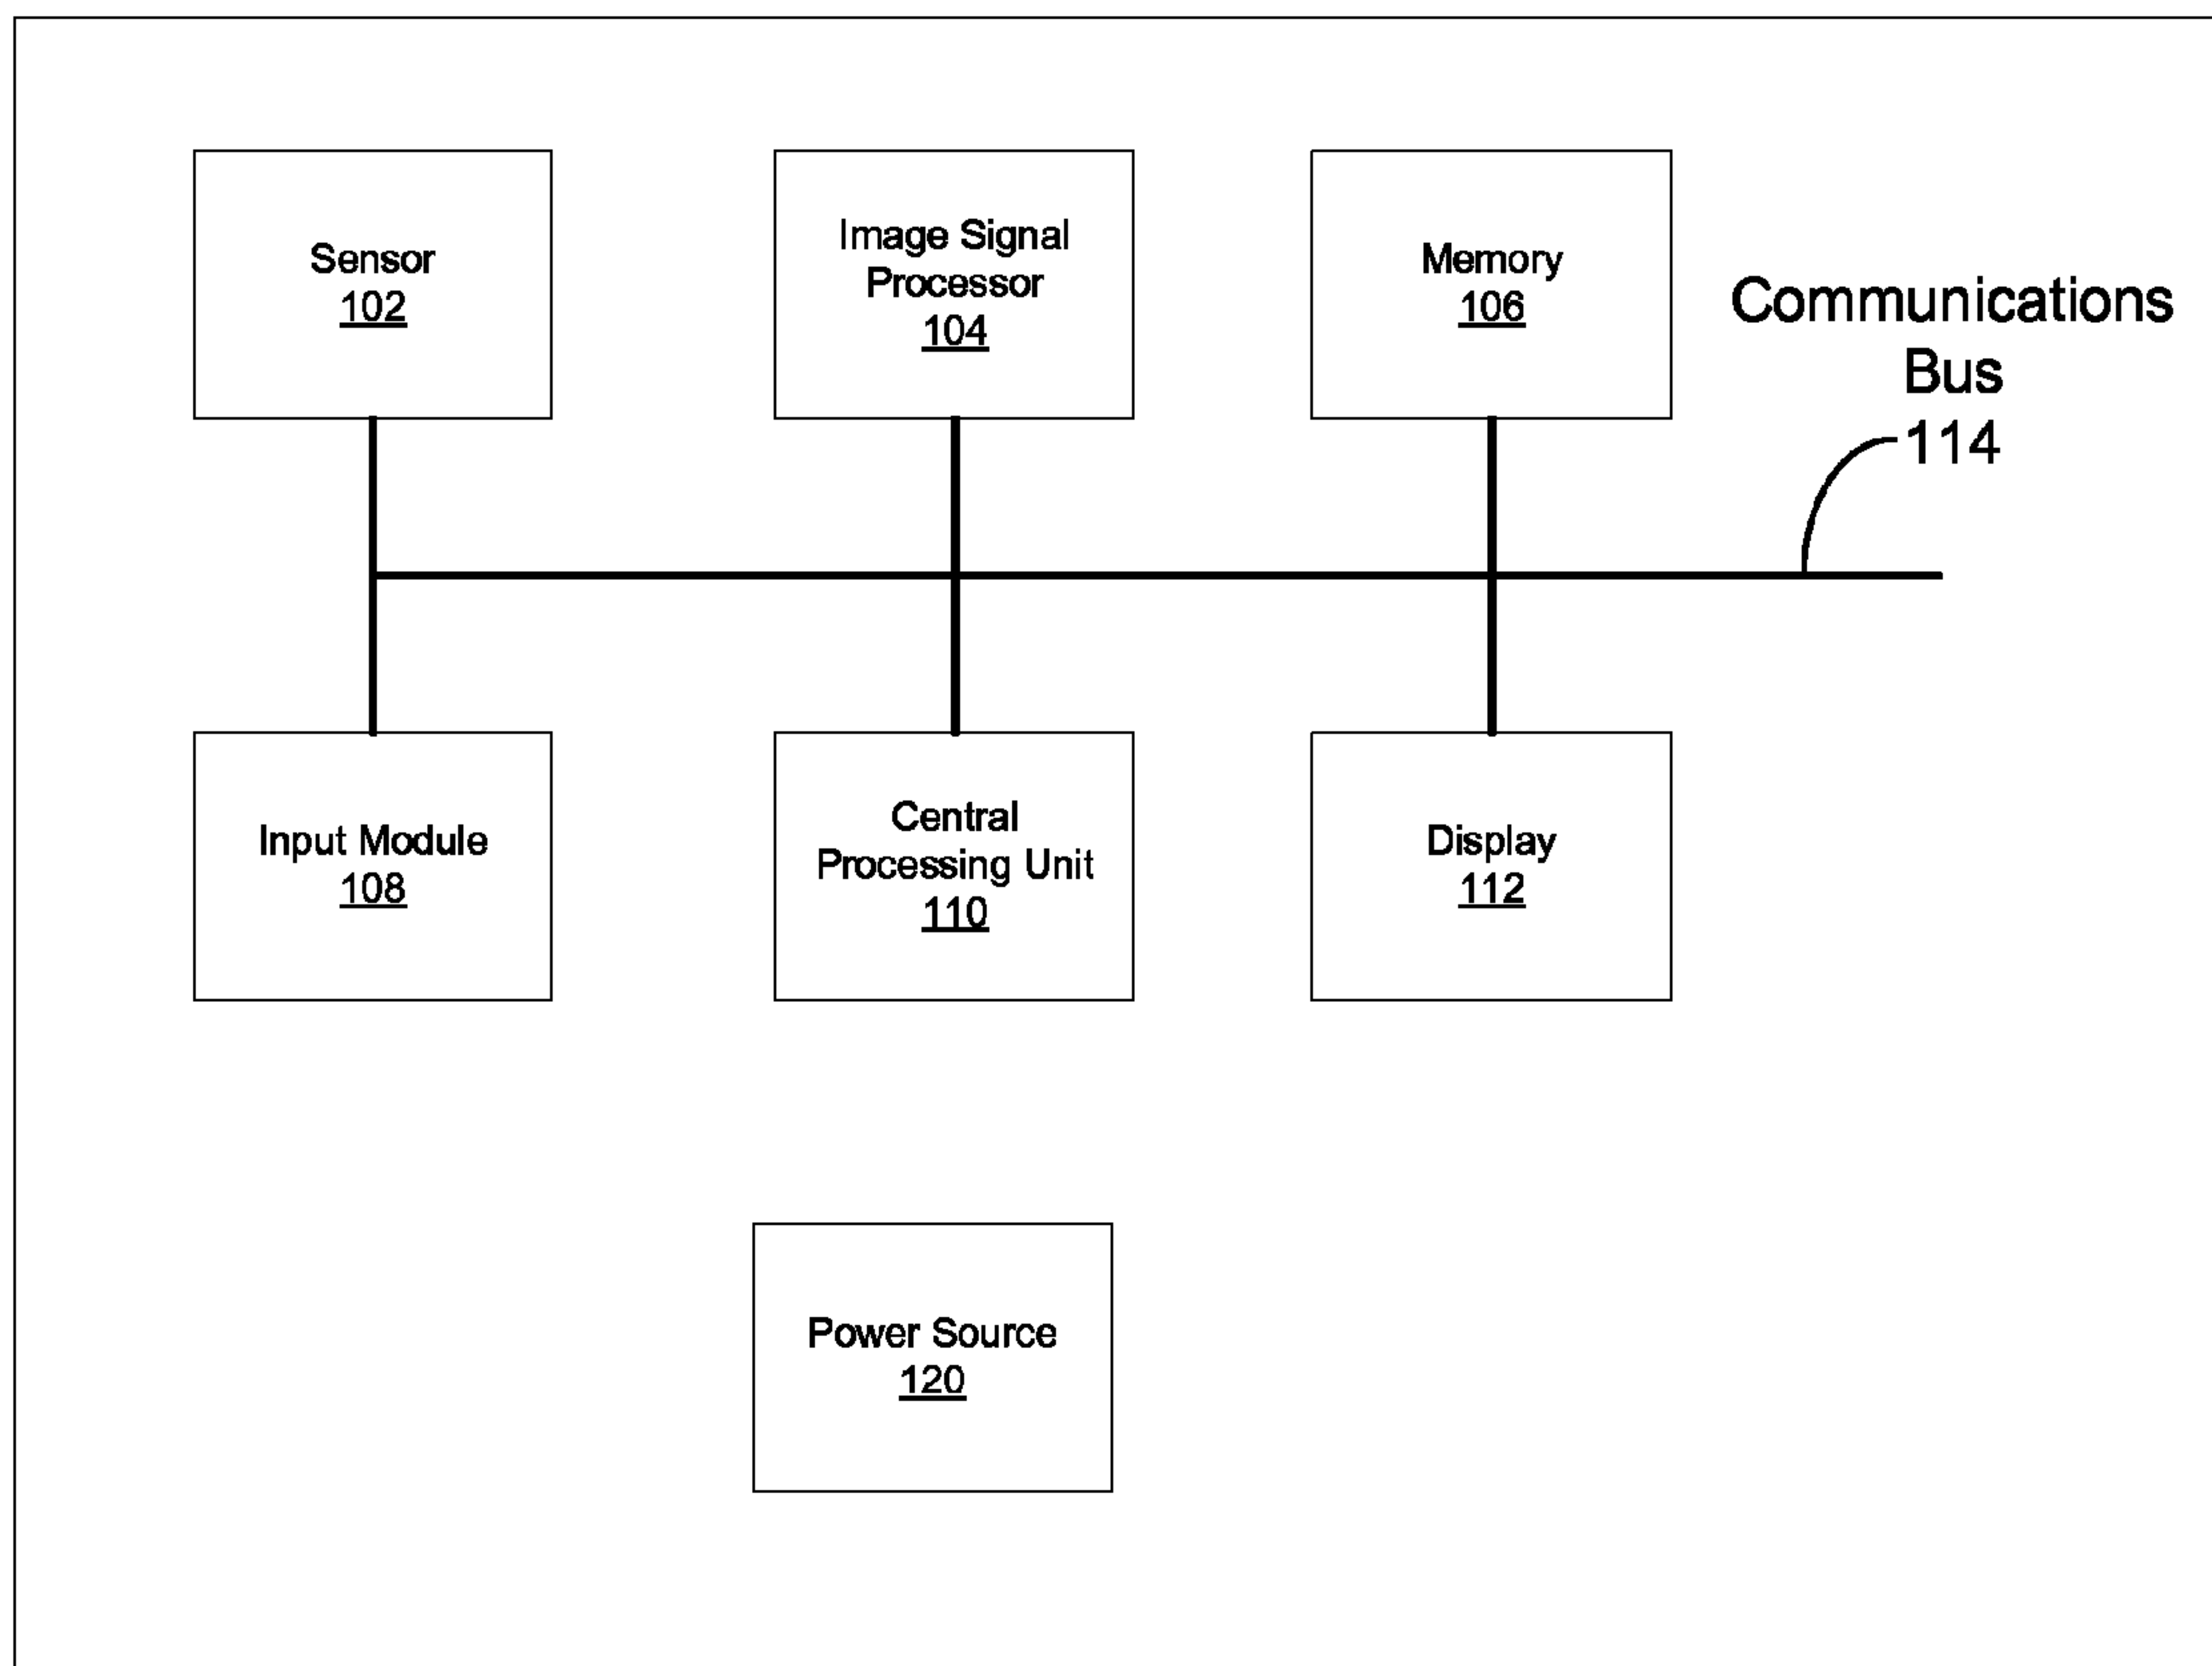 Sensor
102
Image Signal
Processor
104
Memory
106
Communications
Bus
114
Input Module
108
Central
Processing Unit
110
Display
112
Power Source
120